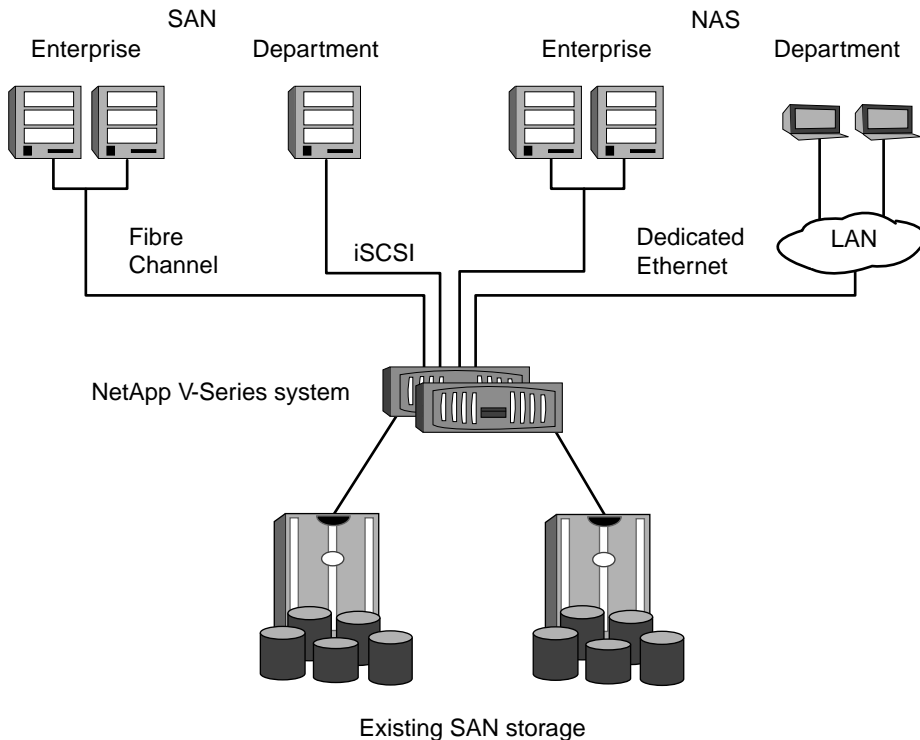 SAN
NAS
Enterprise
Department
Enterprise
Department
Fibre
Channel
iSCSI
Dedicated
Ethernet
LAN
NetApp V-Series system
Existing SAN storage